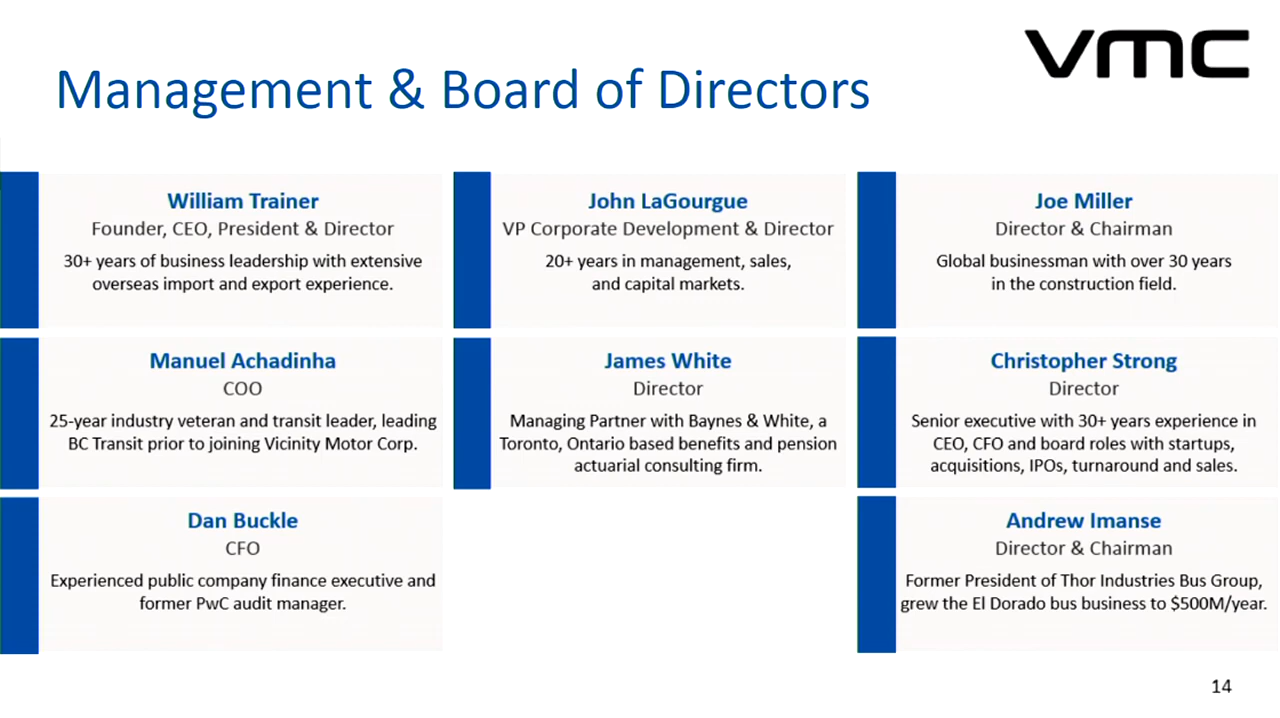 VMC
Management & Board of Directors
William Trainer
Founder, CEO, President & Director
30+ years of business leadership with extensive
overseas import and export experience.
John LaGourgue
VP Corporate Development & Director
20+ years in management, sales,
and capital markets.
Joe Miller
Director & Chairman
Global businessman with over 30 years
in the construction field.
Manuel Achadinha
COO
25-year industry veteran and transit leader, leading
BC Transit prior to joining Vicinity Motor Corp.
James White
Director
Managing Partner with Baynes & White, a
Toronto, Ontario based benefits and pension
actuarial consulting firm.
Christopher Strong
Director
Senior executive with 30+ years experience in
CEO, CFO and board roles with startups,
acquisitions, IPOs, turnaround and sales.
Dan Buckle
CFO
Experienced public company finance executive and
former PwC audit manager.
Andrew Imanse
Director & Chairman
Former President of Thor Industries Bus Group,
grew the El Dorado bus business to $500M/year.
14